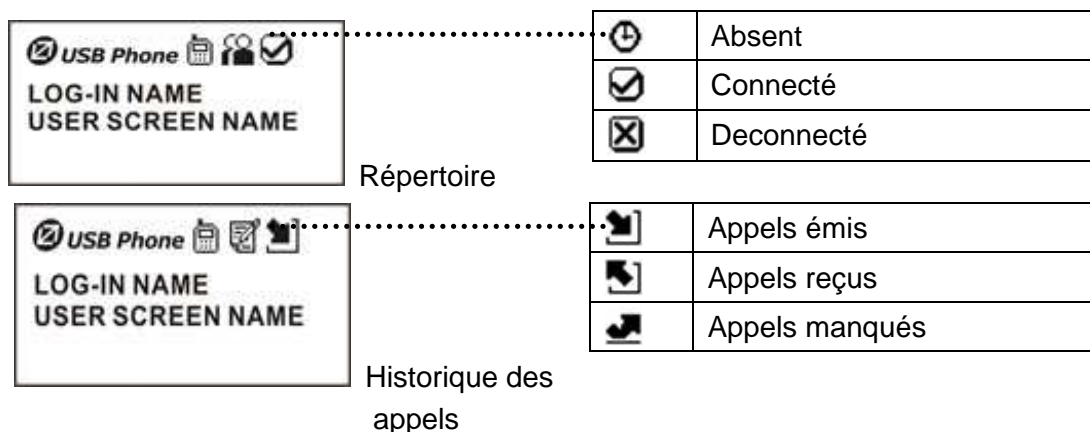 USB Phone
LOG-IN NAME
USER SCREEN NAME
Répertoire
Absent
Connecté
Deconnecté
USB Phone
LOG-IN NAME
USER SCREEN NAME
Historique des
appels
Appels émis
Appels reçus
Appels manqués